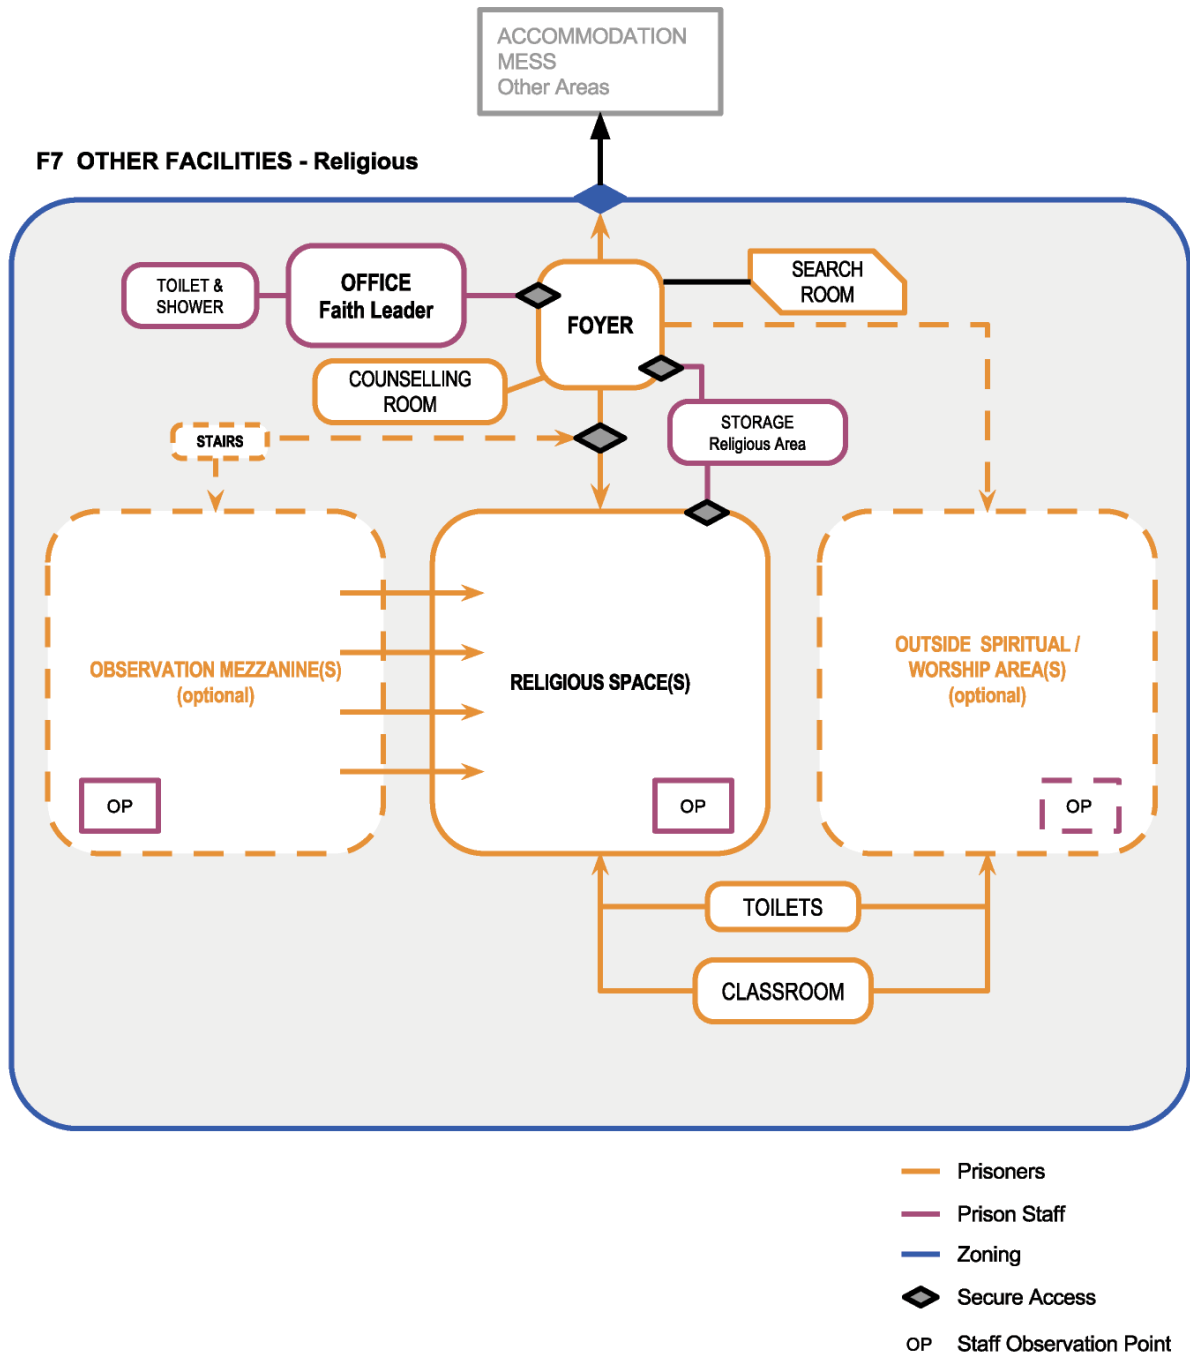 ACCOMMODATION
MESS
Other Areas
F7 OTHER FACILITIES - Religious
TOILET &
SHOWER
OFFICE
Faith Leader
FOYER
SEARCH
ROOM
COUNSELLING
ROOM
STAIRS
STORAGE
Religious Area
OBSERVATION MEZZANINE(S)
(optional)
OP
RELIGIOUS SPACE(S)
OP
OUTSIDE SPIRITUAL /
WORSHIP AREA(S)
(optional)
OP
TOILETS
CLASSROOM
Prisoners
Prison Staff
Zoning
Secure Access
OP Staff Observation Point